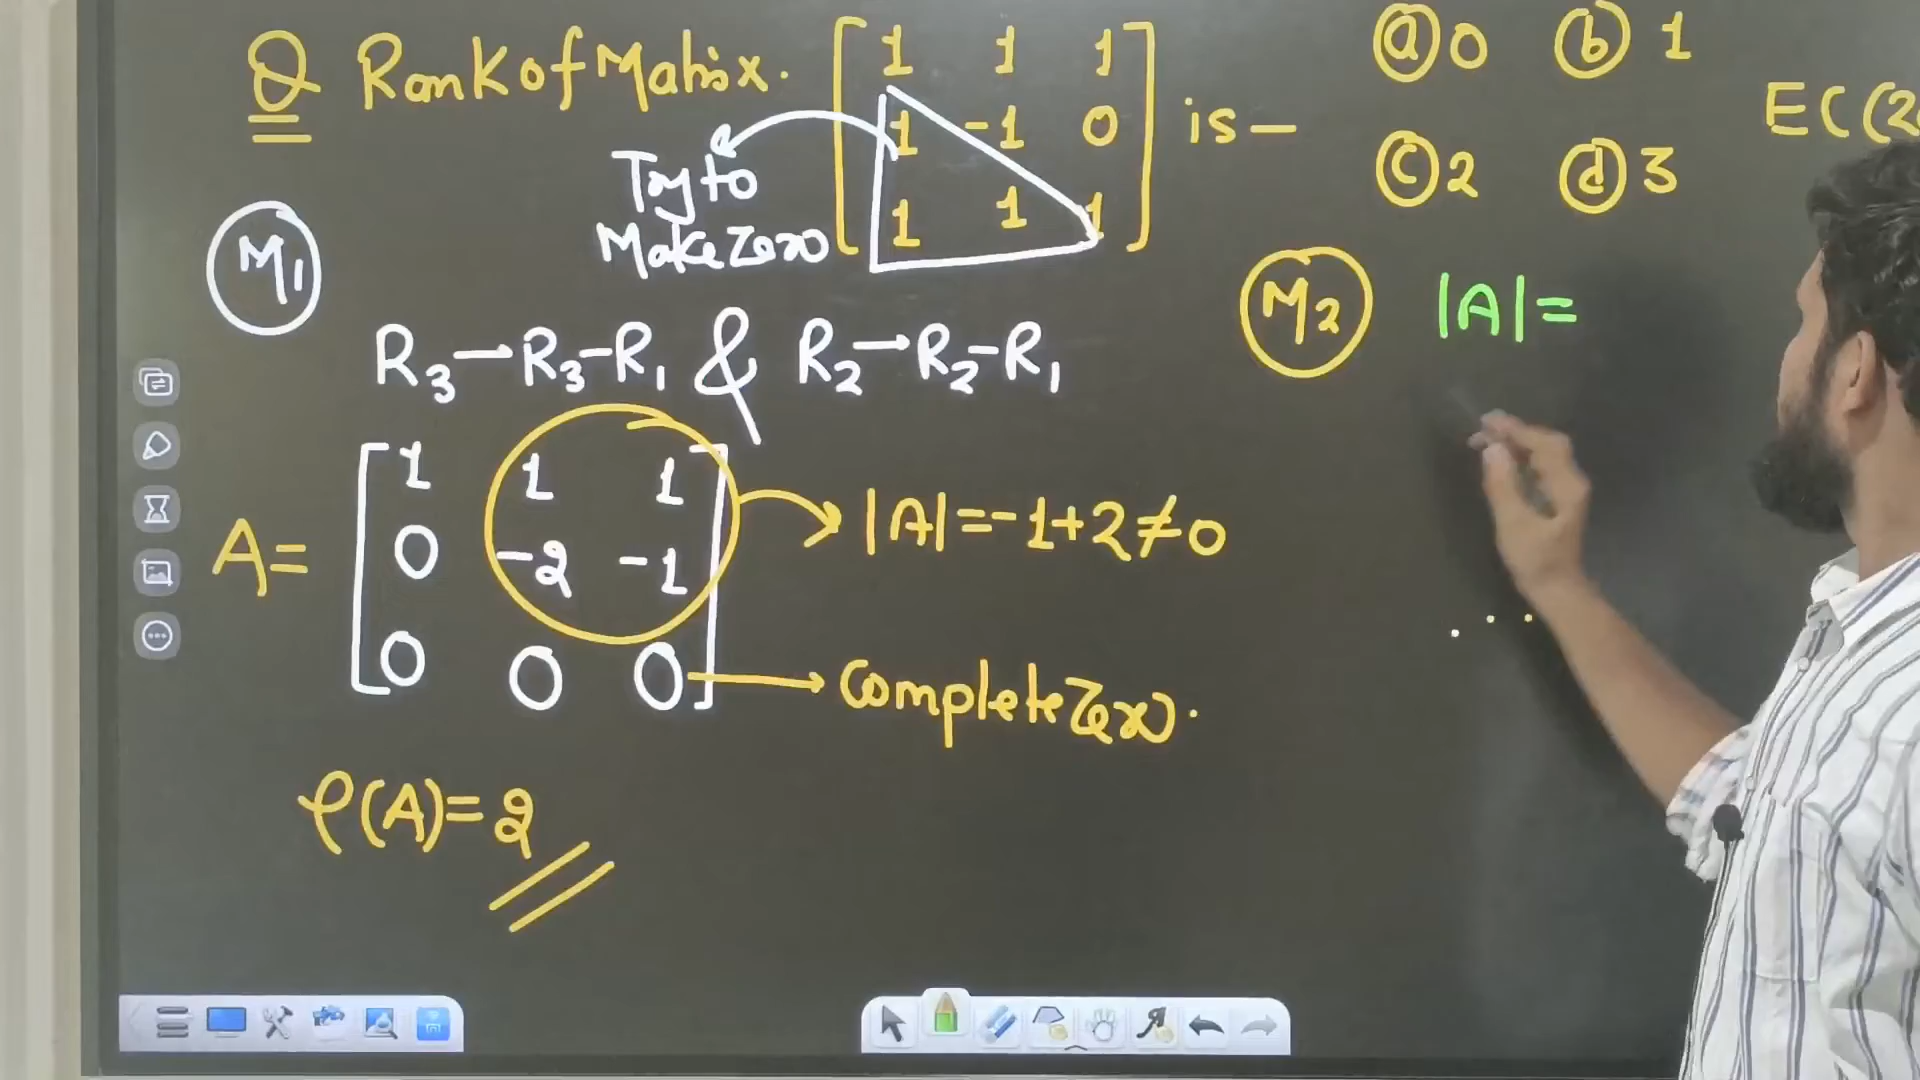 Q Rank of Matrix. [1 1 1
1 -1 0
1 1 1] is —
(a) 0 (b) 1
(c) 2 (d) 3
EC(2
Try to
Make Zero
M1
R3→R3-R1 & R2→R2-R1
A = [1 1 1
0 -2 -1
0 0 0]
|A| = -1+2≠0
Complete Zero.
ρ(A) = 2
M2 |A| =